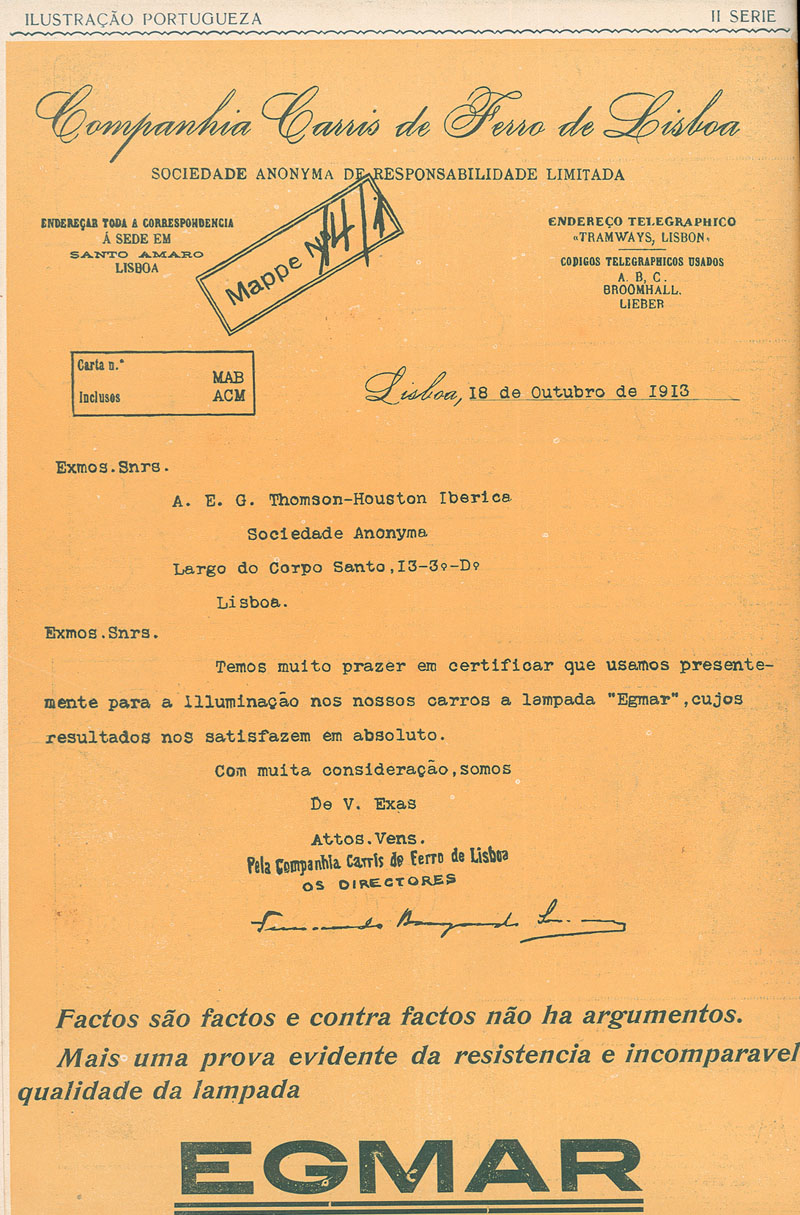 ILUSTRAÇÃO PORTUGUEZA
II SERIE
Companhia Carris de Ferro de Lisboa
SOCIEDADE ANONYMA DE RESPONSABILIDADE LIMITADA
ENDEREÇAR TODA A CORRESPONDENCIA
Á SEDE EM
SANTO AMARO
LISBOA
Mappe Nº
ENDEREÇO TELEGRAPHICO
«TRAMWAYS, LISBON»
CODIGOS TELEGRAPHICOS USADOS
A. B, C.
BROOMHALL.
LIEBER
Carta n.º
MAB
Inclusos
ACM
Lisboa, 18 de Outubro de 1913
Exmos.Snrs.
A. E. G. Thomson-Houston Iberica
Sociedade Anonyma
Largo do Corpo Santo,I3-3º-Dº
Lisboa.
Exmos.Snrs.
Temos muito prazer em certificar que usamos presente-
mente para a illuminação nos nossos carros a lampada "Egmar",cujos
resultados nos satisfazem em absoluto.
Com muita consideração,somos
De V. Exas
Attos.Vens.
Pela Companhia Carris de Ferro de Lisboa
OS DIRECTORES
Factos são factos e contra factos não ha argumentos.
Mais uma prova evidente da resistencia e incomparavel
qualidade da lampada
EGMAR